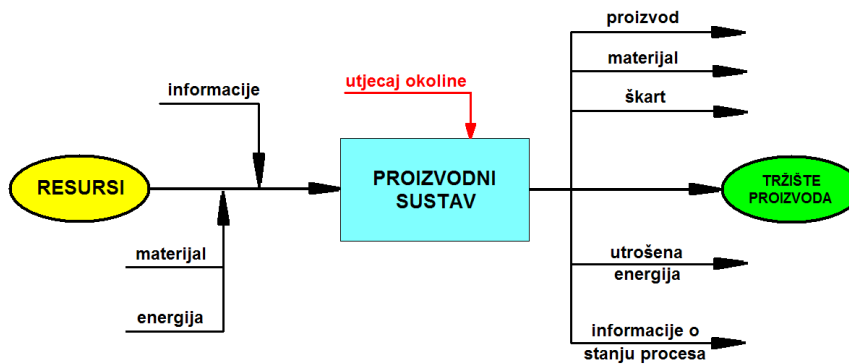 proizvod
materijal
škart
informacije
utjecaj okoline
RESURSI
PROIZVODNI
SUSTAV
TRŽIŠTE
PROIZVODA
materijal
energija
utrošena
energija
informacije o
stanju procesa